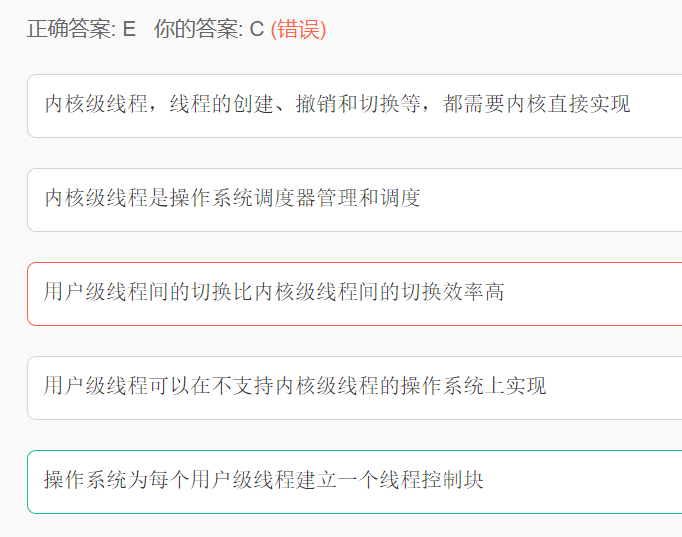 正确答案: E 你的答案: C (错误)
内核级线程，线程的创建、撤销和切换等，都需要内核直接实现
内核级线程是操作系统调度器管理和调度
用户级线程间的切换比内核级线程间的切换效率高
用户级线程可以在不支持内核级线程的操作系统上实现
操作系统为每个用户级线程建立一个线程控制块